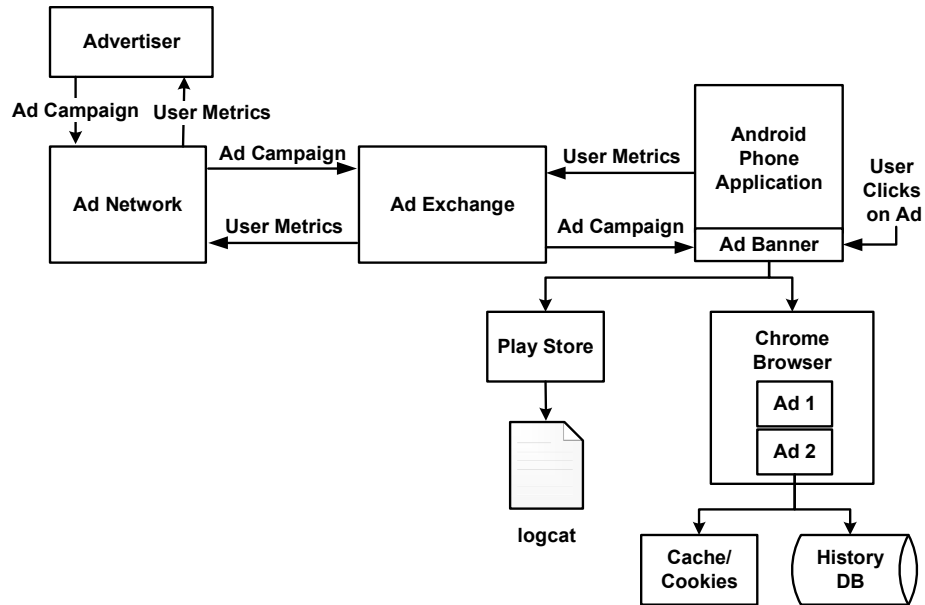 Advertiser
Ad Campaign
User Metrics
Ad Network
Ad Campaign
User Metrics
Ad Exchange
User Metrics
Ad Campaign
Android
Phone
Application
Ad Banner
User
Clicks
on Ad
Play Store
logcat
Chrome
Browser
Ad 1
Ad 2
Cache/
Cookies
History
DB